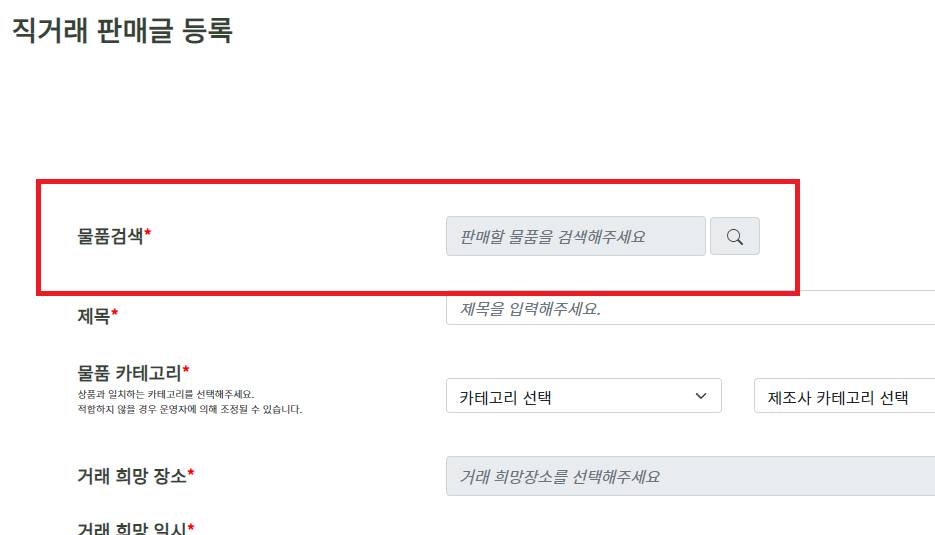 직거래 판매글 등록
물품검색*
판매할 물품을 검색해주세요
제목*
제목을 입력해주세요.
물품 카테고리*
상품과 일치하는 카테고리를 선택해주세요.
적합하지 않을 경우 운영자에 의해 조정될 수 있습니다.
카테고리 선택
제조사 카테고리 선택
거래 희망 장소*
거래 희망장소를 선택해주세요
거래 희망 일시*